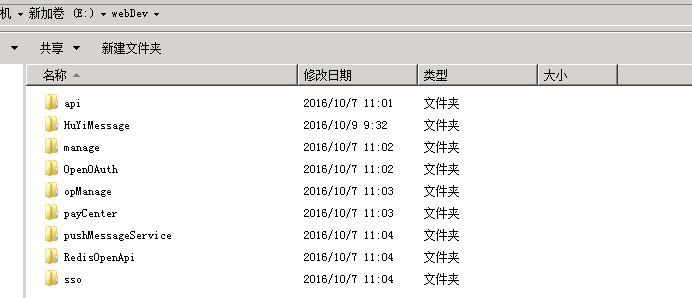 机 新加卷 (E:) webDev
共享 新建文件夹
名称 修改日期 类型 大小
api 2016/10/7 11:01 文件夹
HuYiMessage 2016/10/9 9:32 文件夹
manage 2016/10/7 11:02 文件夹
OpenOAuth 2016/10/7 11:02 文件夹
opManage 2016/10/7 11:03 文件夹
payCenter 2016/10/7 11:03 文件夹
pushMessageService 2016/10/7 11:04 文件夹
RedisOpenApi 2016/10/7 11:04 文件夹
sso 2016/10/7 11:04 文件夹